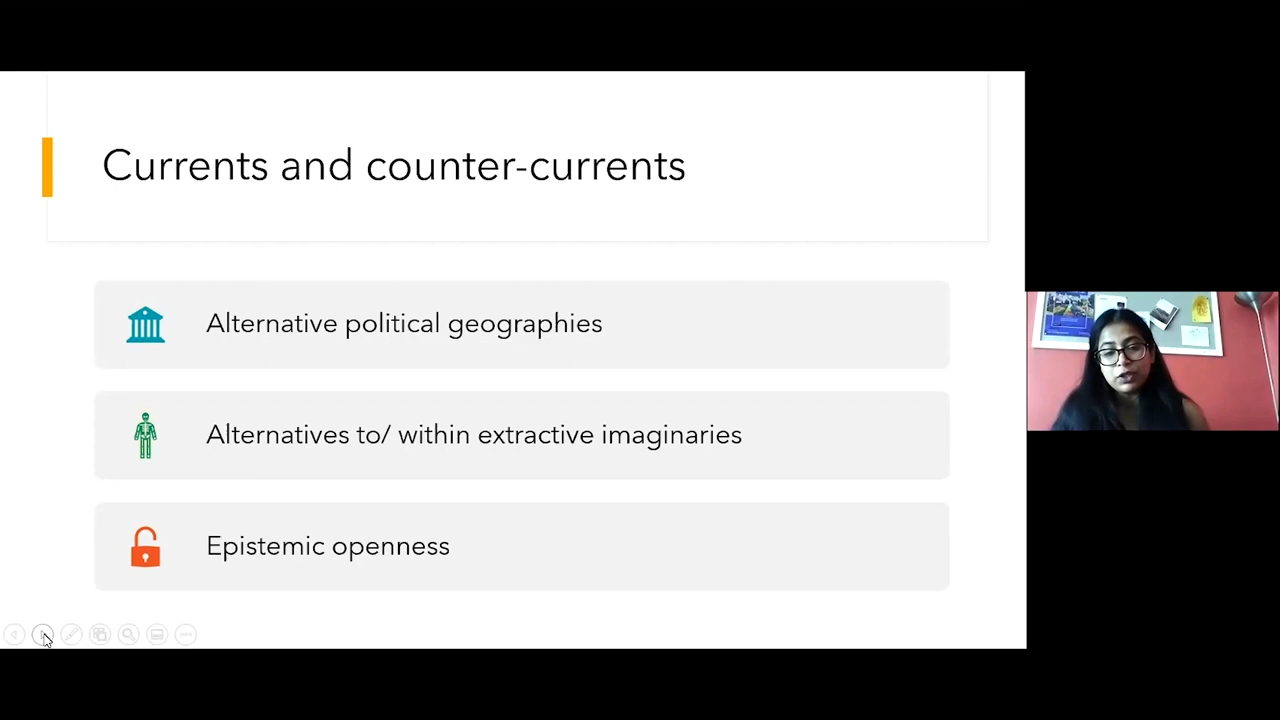 Currents and counter-currents
Alternative political geographies
Alternatives to/ within extractive imaginaries
Epistemic openness